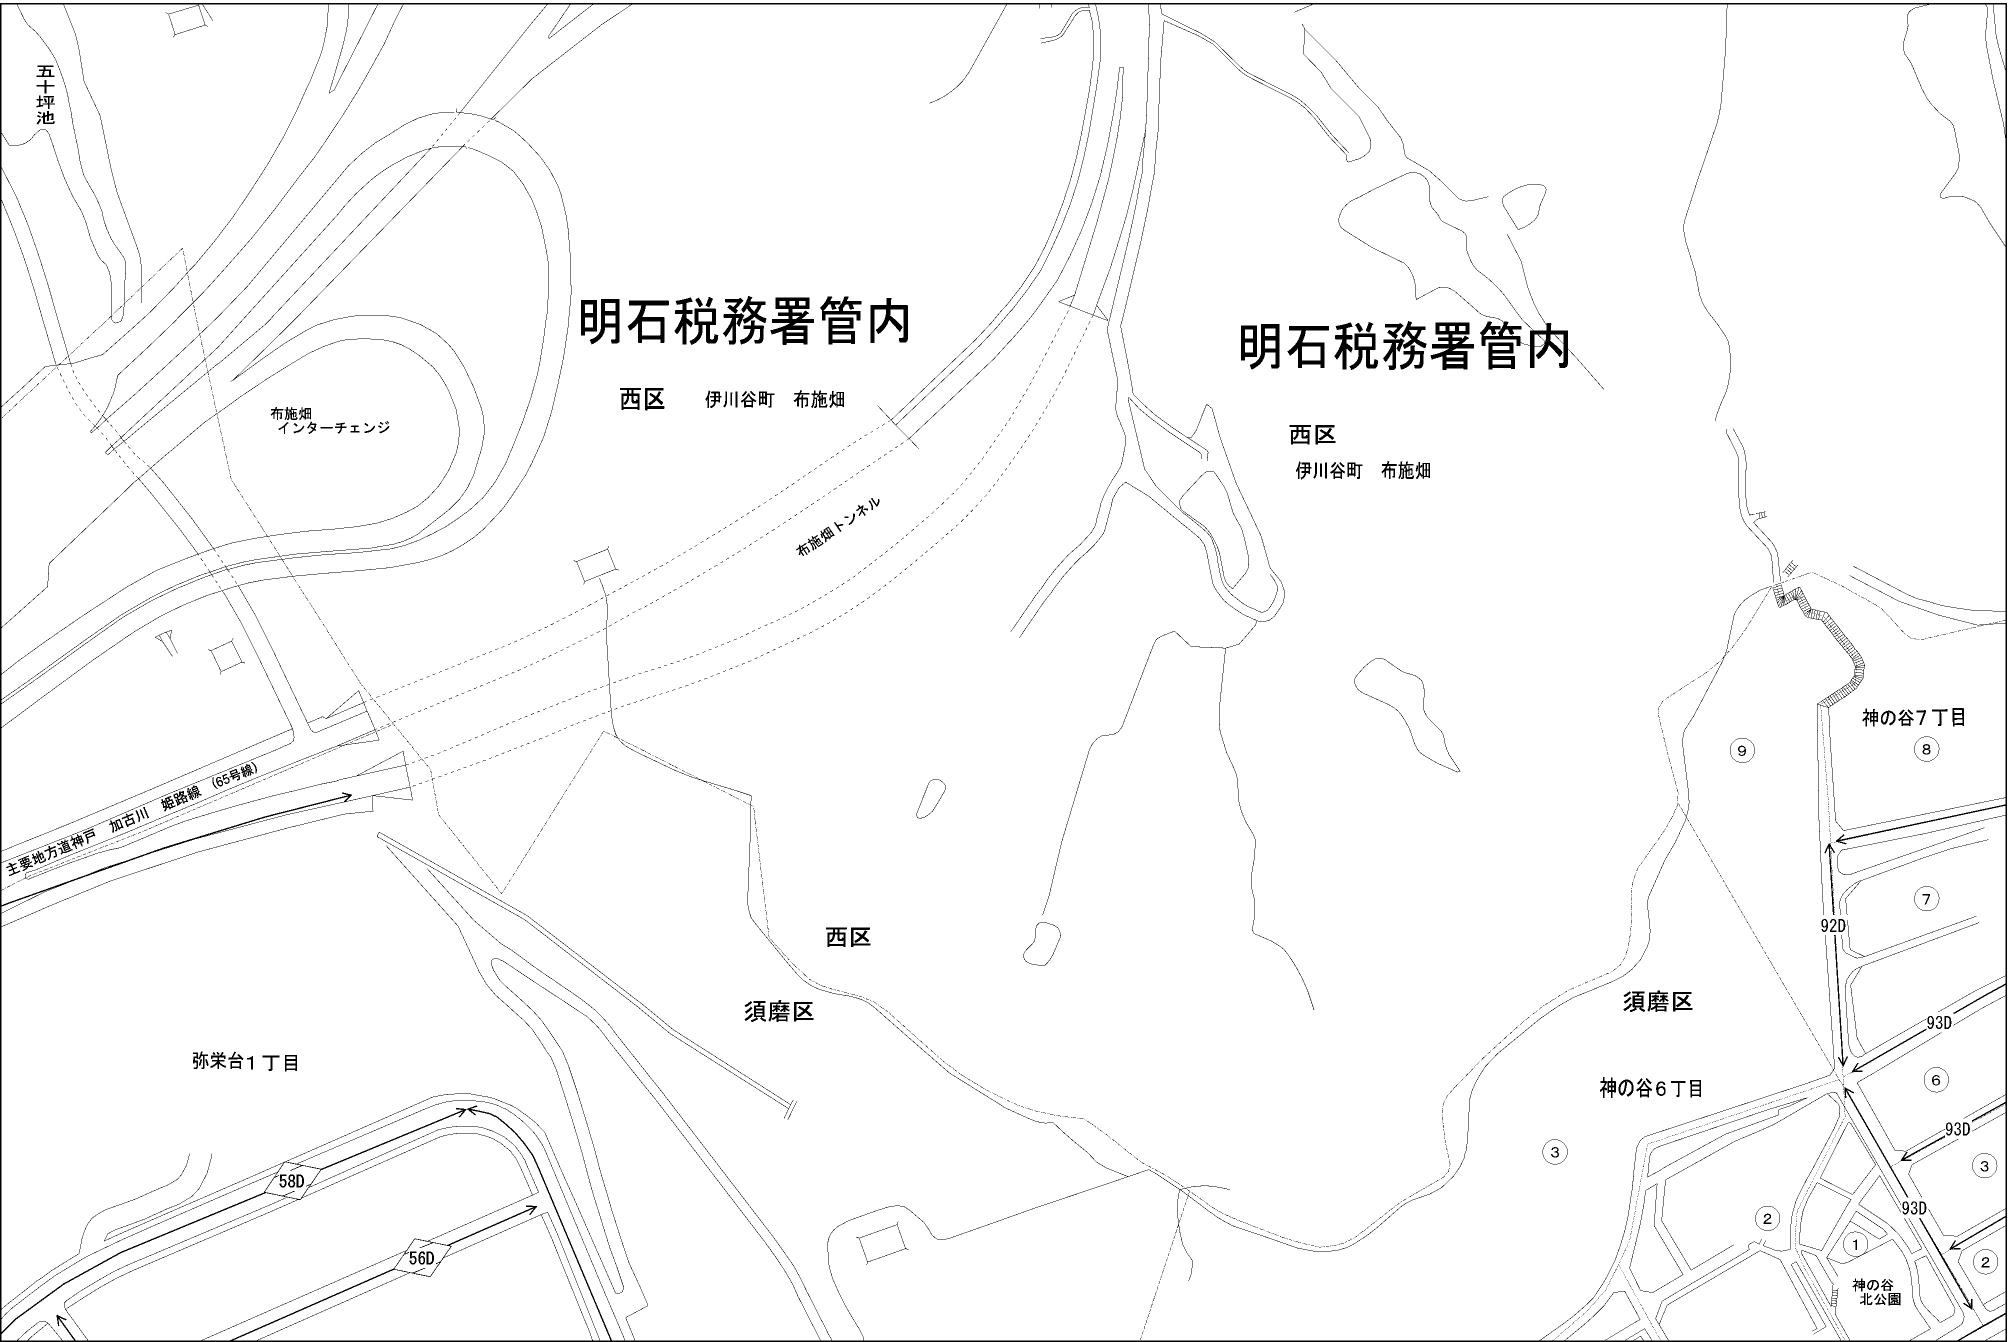 五十坪池
明石税務署管内
明石税務署管内
西区 伊川谷町 布施畑
布施畑
インターチェンジ
西区
伊川谷町 布施畑
布施畑トンネル
神の谷7丁目
9
8
主要地方道神戸 加古川 姫路線 (65号線)
7
92D
西区
須磨区
須磨区
93D
弥栄台1丁目
6
神の谷6丁目
93D
3
3
58D
93D
2
1
56D
2
神の谷
北公園